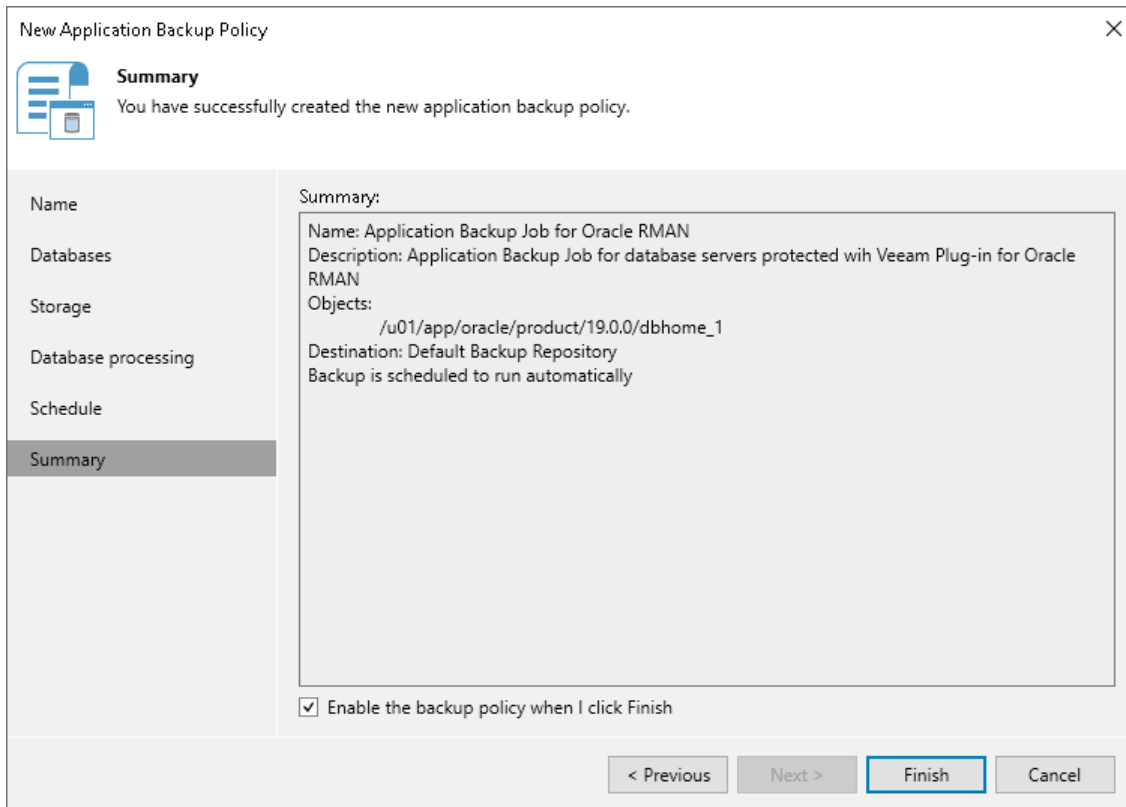 New Application Backup Policy
Summary
You have successfully created the new application backup policy.
Name
Databases
Storage
Database processing
Schedule
Summary
Summary:
Name: Application Backup Job for Oracle RMAN
Description: Application Backup Job for database servers protected wih Veeam Plug-in for Oracle
RMAN
Objects:
/u01/app/oracle/product/19.0.0/dbhome_1
Destination: Default Backup Repository
Backup is scheduled to run automatically
Enable the backup policy when I click Finish
< Previous
Next >
Finish
Cancel